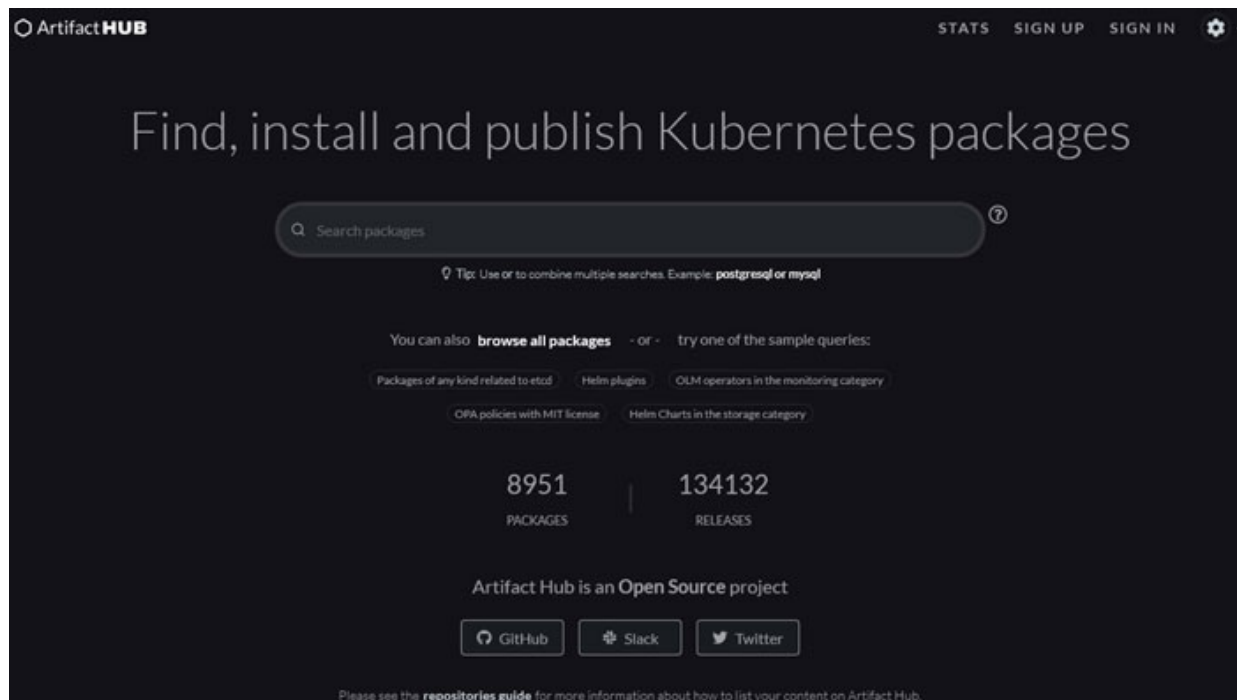 Artifact HUB
STATS SIGN UP SIGN IN
Find, install and publish Kubernetes packages
Search packages
?
Tip: Use or to combine multiple searches. Example: postgresql or mysql
You can also browse all packages - or - try one of the sample queries:
Packages of any kind related to etcd Helm plugins OLM operators in the monitoring category
OPA policies with MIT license Helm Charts in the storage category
8951 134132
PACKAGES RELEASES
Artifact Hub is an Open Source project
GitHub Slack Twitter
Please see the repositories guide for more information about how to list your content on Artifact Hub.